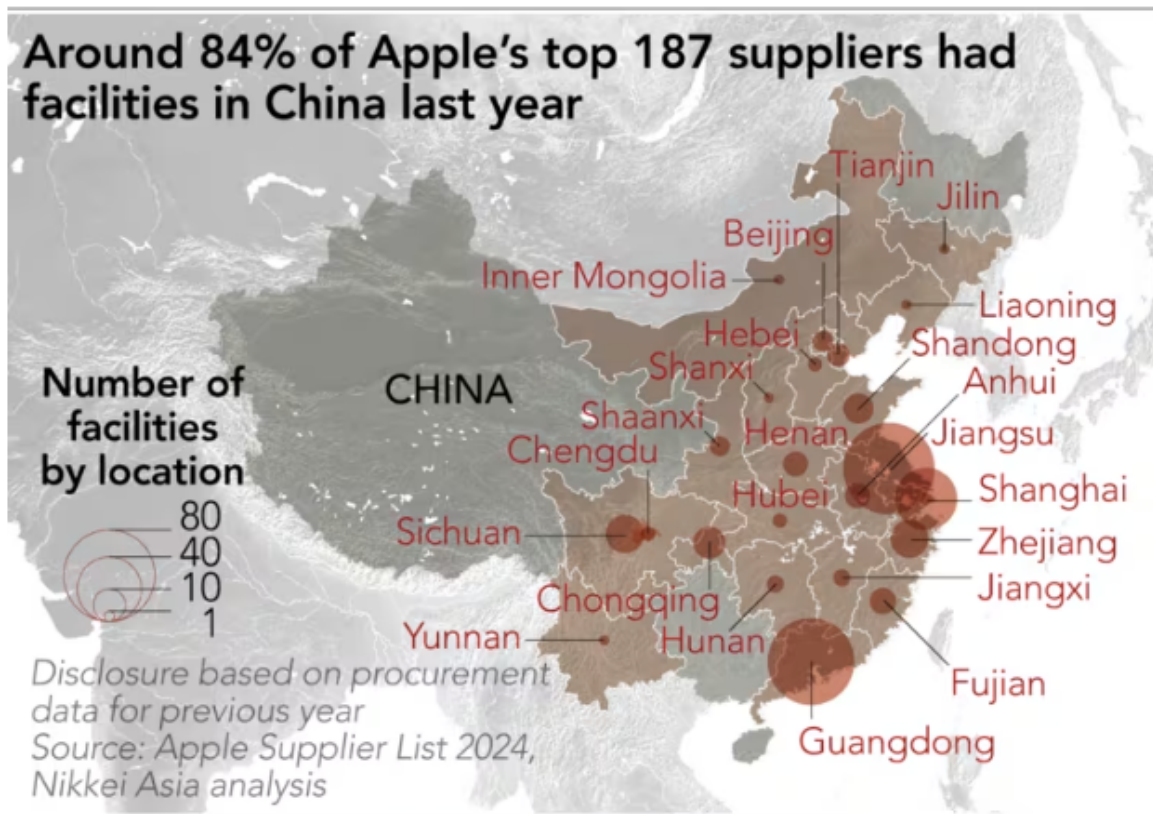 Around 84% of Apple's top 187 suppliers had
facilities in China last year
Tianjin
Jilin
Beijing
Inner Mongolia
Liaoning
Hebei
Shandong
Shanxi
Anhui
CHINA
Shaanxi
Henan
Jiangsu
Chengdu
Hubei
Shanghai
Sichuan
Zhejiang
Chongqing
Jiangxi
Yunnan
Hunan
Fujian
Guangdong
Number of
facilities
by location
80
40
10
1
Disclosure based on procurement
data for previous year
Source: Apple Supplier List 2024,
Nikkei Asia analysis